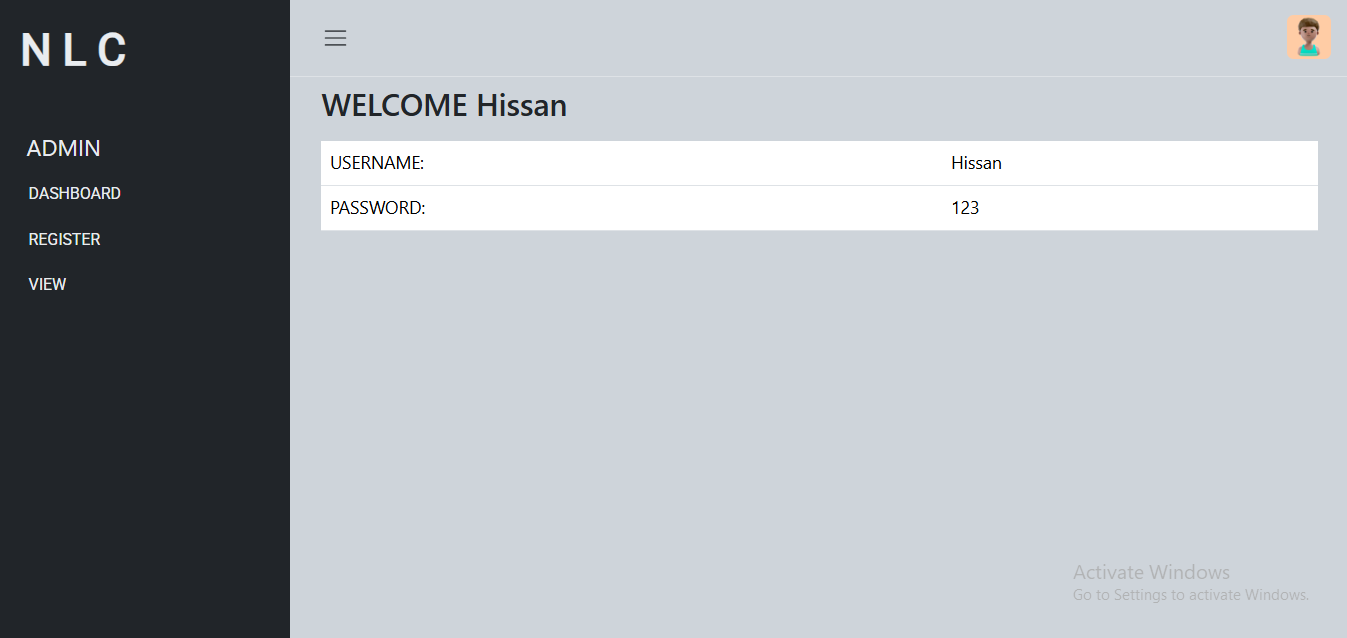 N L C
ADMIN
DASHBOARD
REGISTER
VIEW
WELCOME Hissan
USERNAME: Hissan
PASSWORD: 123
Activate Windows
Go to Settings to activate Windows.